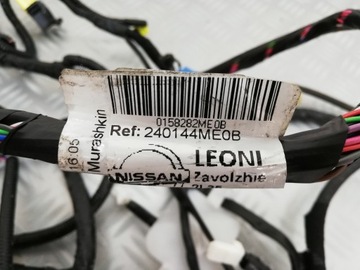 0158282ME0B
Ref: 240144ME0B
16:05
Murashkin
NISSAN
LEONI
Zavolzhie